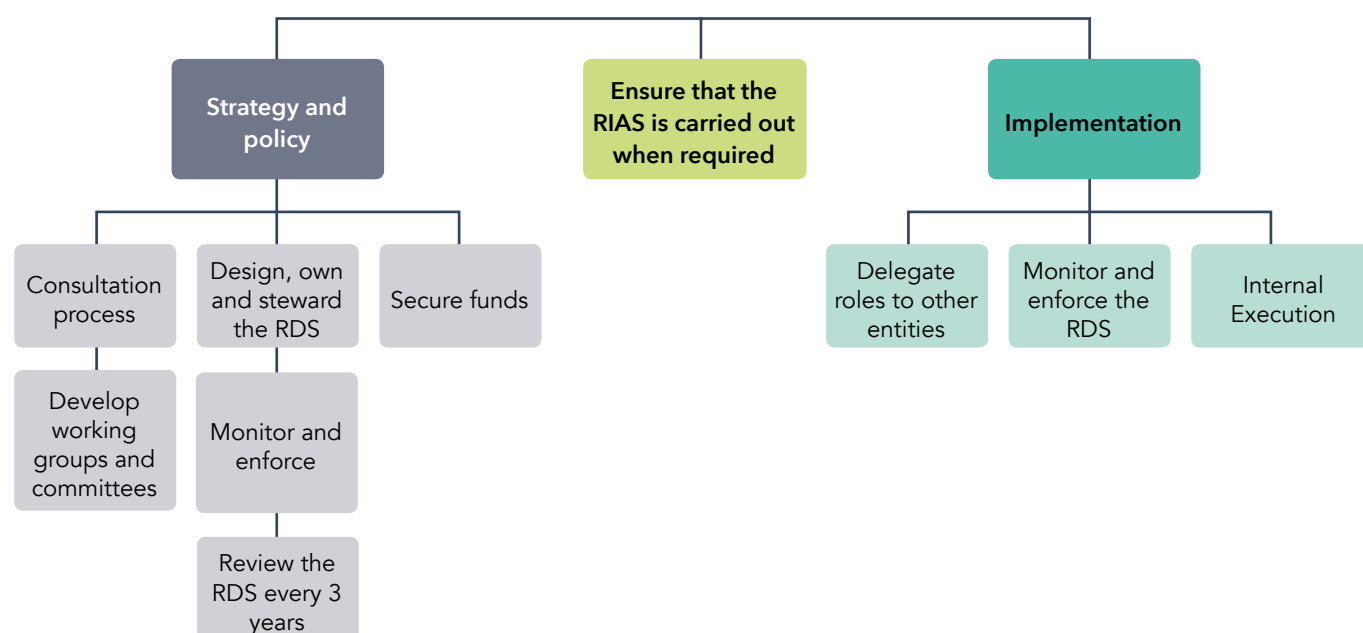 Strategy and
policy
Ensure that the
RIAS is carried out
when required
Implementation
Consultation
process
Design, own
and steward
the RDS
Secure funds
Delegate
roles to other
entities
Monitor and
enforce the
RDS
Internal
Execution
Develop
working
groups and
committees
Monitor and
enforce
Review the
RDS every 3
years